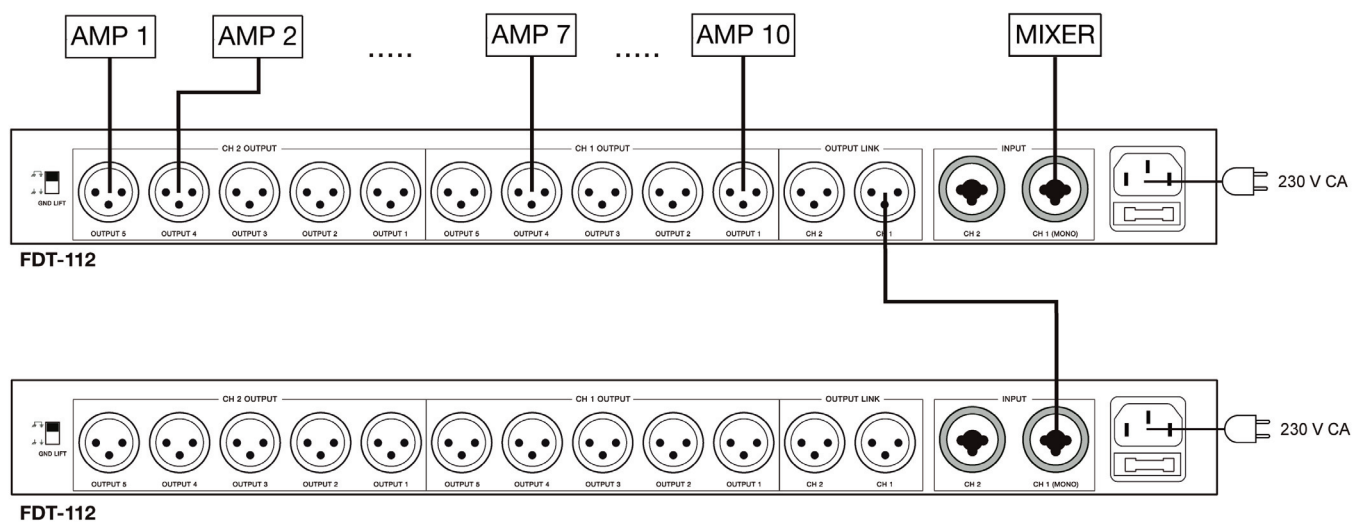 AMP 1 AMP 2 ..... AMP 7 ..... AMP 10 MIXER
CH 2 OUTPUT CH 1 OUTPUT OUTPUT LINK INPUT
230 V CA
GND LIFT
OUTPUT 5 OUTPUT 4 OUTPUT 3 OUTPUT 2 OUTPUT 1 OUTPUT 5 OUTPUT 4 OUTPUT 3 OUTPUT 2 OUTPUT 1 CH 2 CH 1 CH 2 CH 1 (MONO)
FDT-112
CH 2 OUTPUT CH 1 OUTPUT OUTPUT LINK INPUT
230 V CA
GND LIFT
OUTPUT 5 OUTPUT 4 OUTPUT 3 OUTPUT 2 OUTPUT 1 OUTPUT 5 OUTPUT 4 OUTPUT 3 OUTPUT 2 OUTPUT 1 CH 2 CH 1 CH 2 CH 1 (MONO)
FDT-112